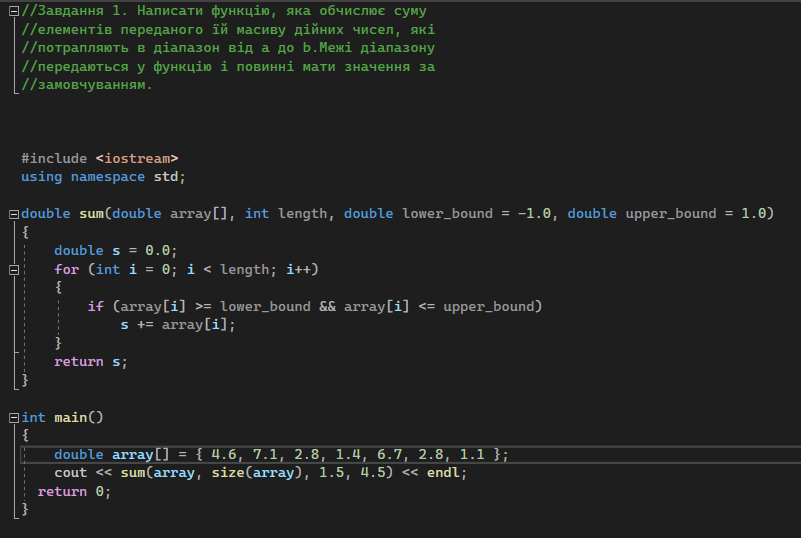 //Завдання 1. Написати функцію, яка обчислює суму
//елементів переданого їй масиву дійних чисел, які
//потрапляють в діапазон від a до b.Межі діапазону
//передаються у функцію і повинні мати значення за
//замовчуванням.
#include <iostream>
using namespace std;
double sum(double array[], int length, double lower_bound = -1.0, double upper_bound = 1.0)
{
    double s = 0.0;
    for (int i = 0; i < length; i++)
    {
        if (array[i] >= lower_bound && array[i] <= upper_bound)
            s += array[i];
    }
    return s;
}
int main()
{
    double array[] = { 4.6, 7.1, 2.8, 1.4, 6.7, 2.8, 1.1 };
    cout << sum(array, size(array), 1.5, 4.5) << endl;
  return 0;
}